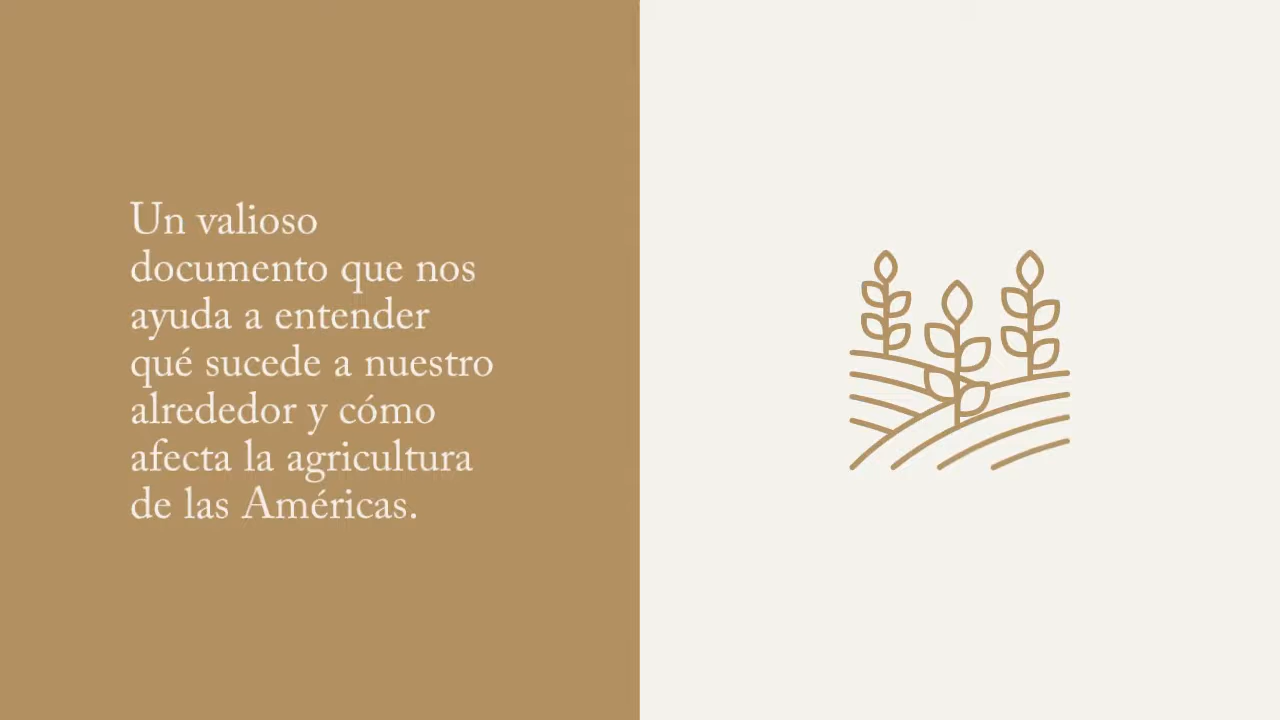 Un valioso
documento que nos
ayuda a entender
qué sucede a nuestro
alrededor y cómo
afecta la agricultura
de las Américas.